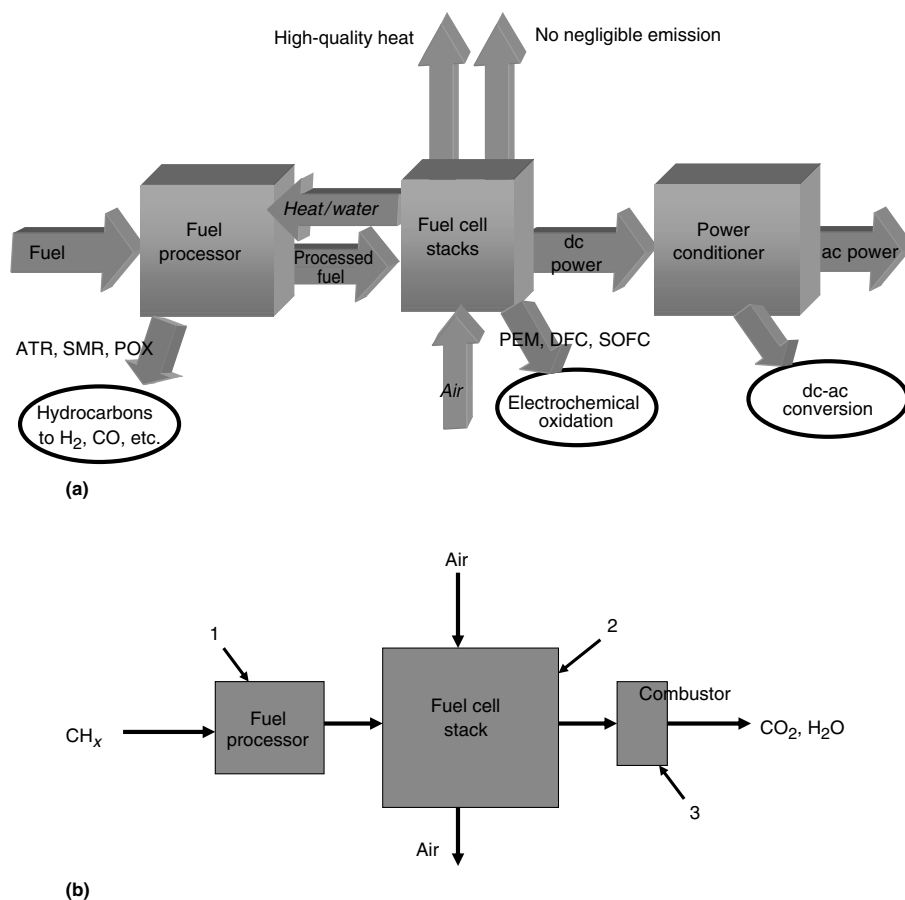 High-quality heat
No negligible emission
Fuel
Fuel
processor
Heat/water
Processed
fuel
Fuel cell
stacks
dc
power
Power
conditioner
ac power
ATR, SMR, POX
Hydrocarbons
to H₂, CO, etc.
Air
PEM, DFC, SOFC
Electrochemical
oxidation
dc-ac
conversion
(a)
Air
1
2
CHₓ
Fuel
processor
Fuel cell
stack
Combustor
CO₂, H₂O
3
Air
(b)